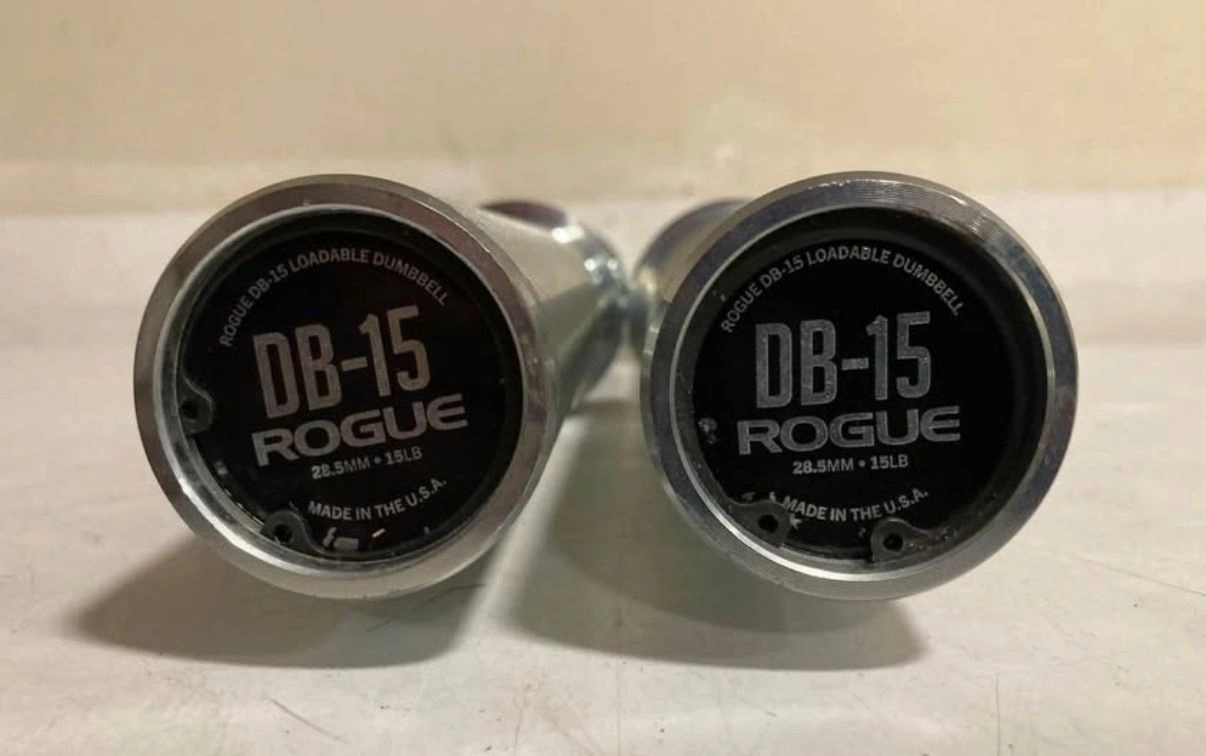 ROGUE DB-15 LOADABLE DUMBBELL
DB-15
ROGUE
28.5MM • 15LB
MADE IN THE U.S.A.
ROGUE DB-15 LOADABLE DUMBBELL
DB-15
ROGUE
28.5MM • 15LB
MADE IN THE U.S.A.